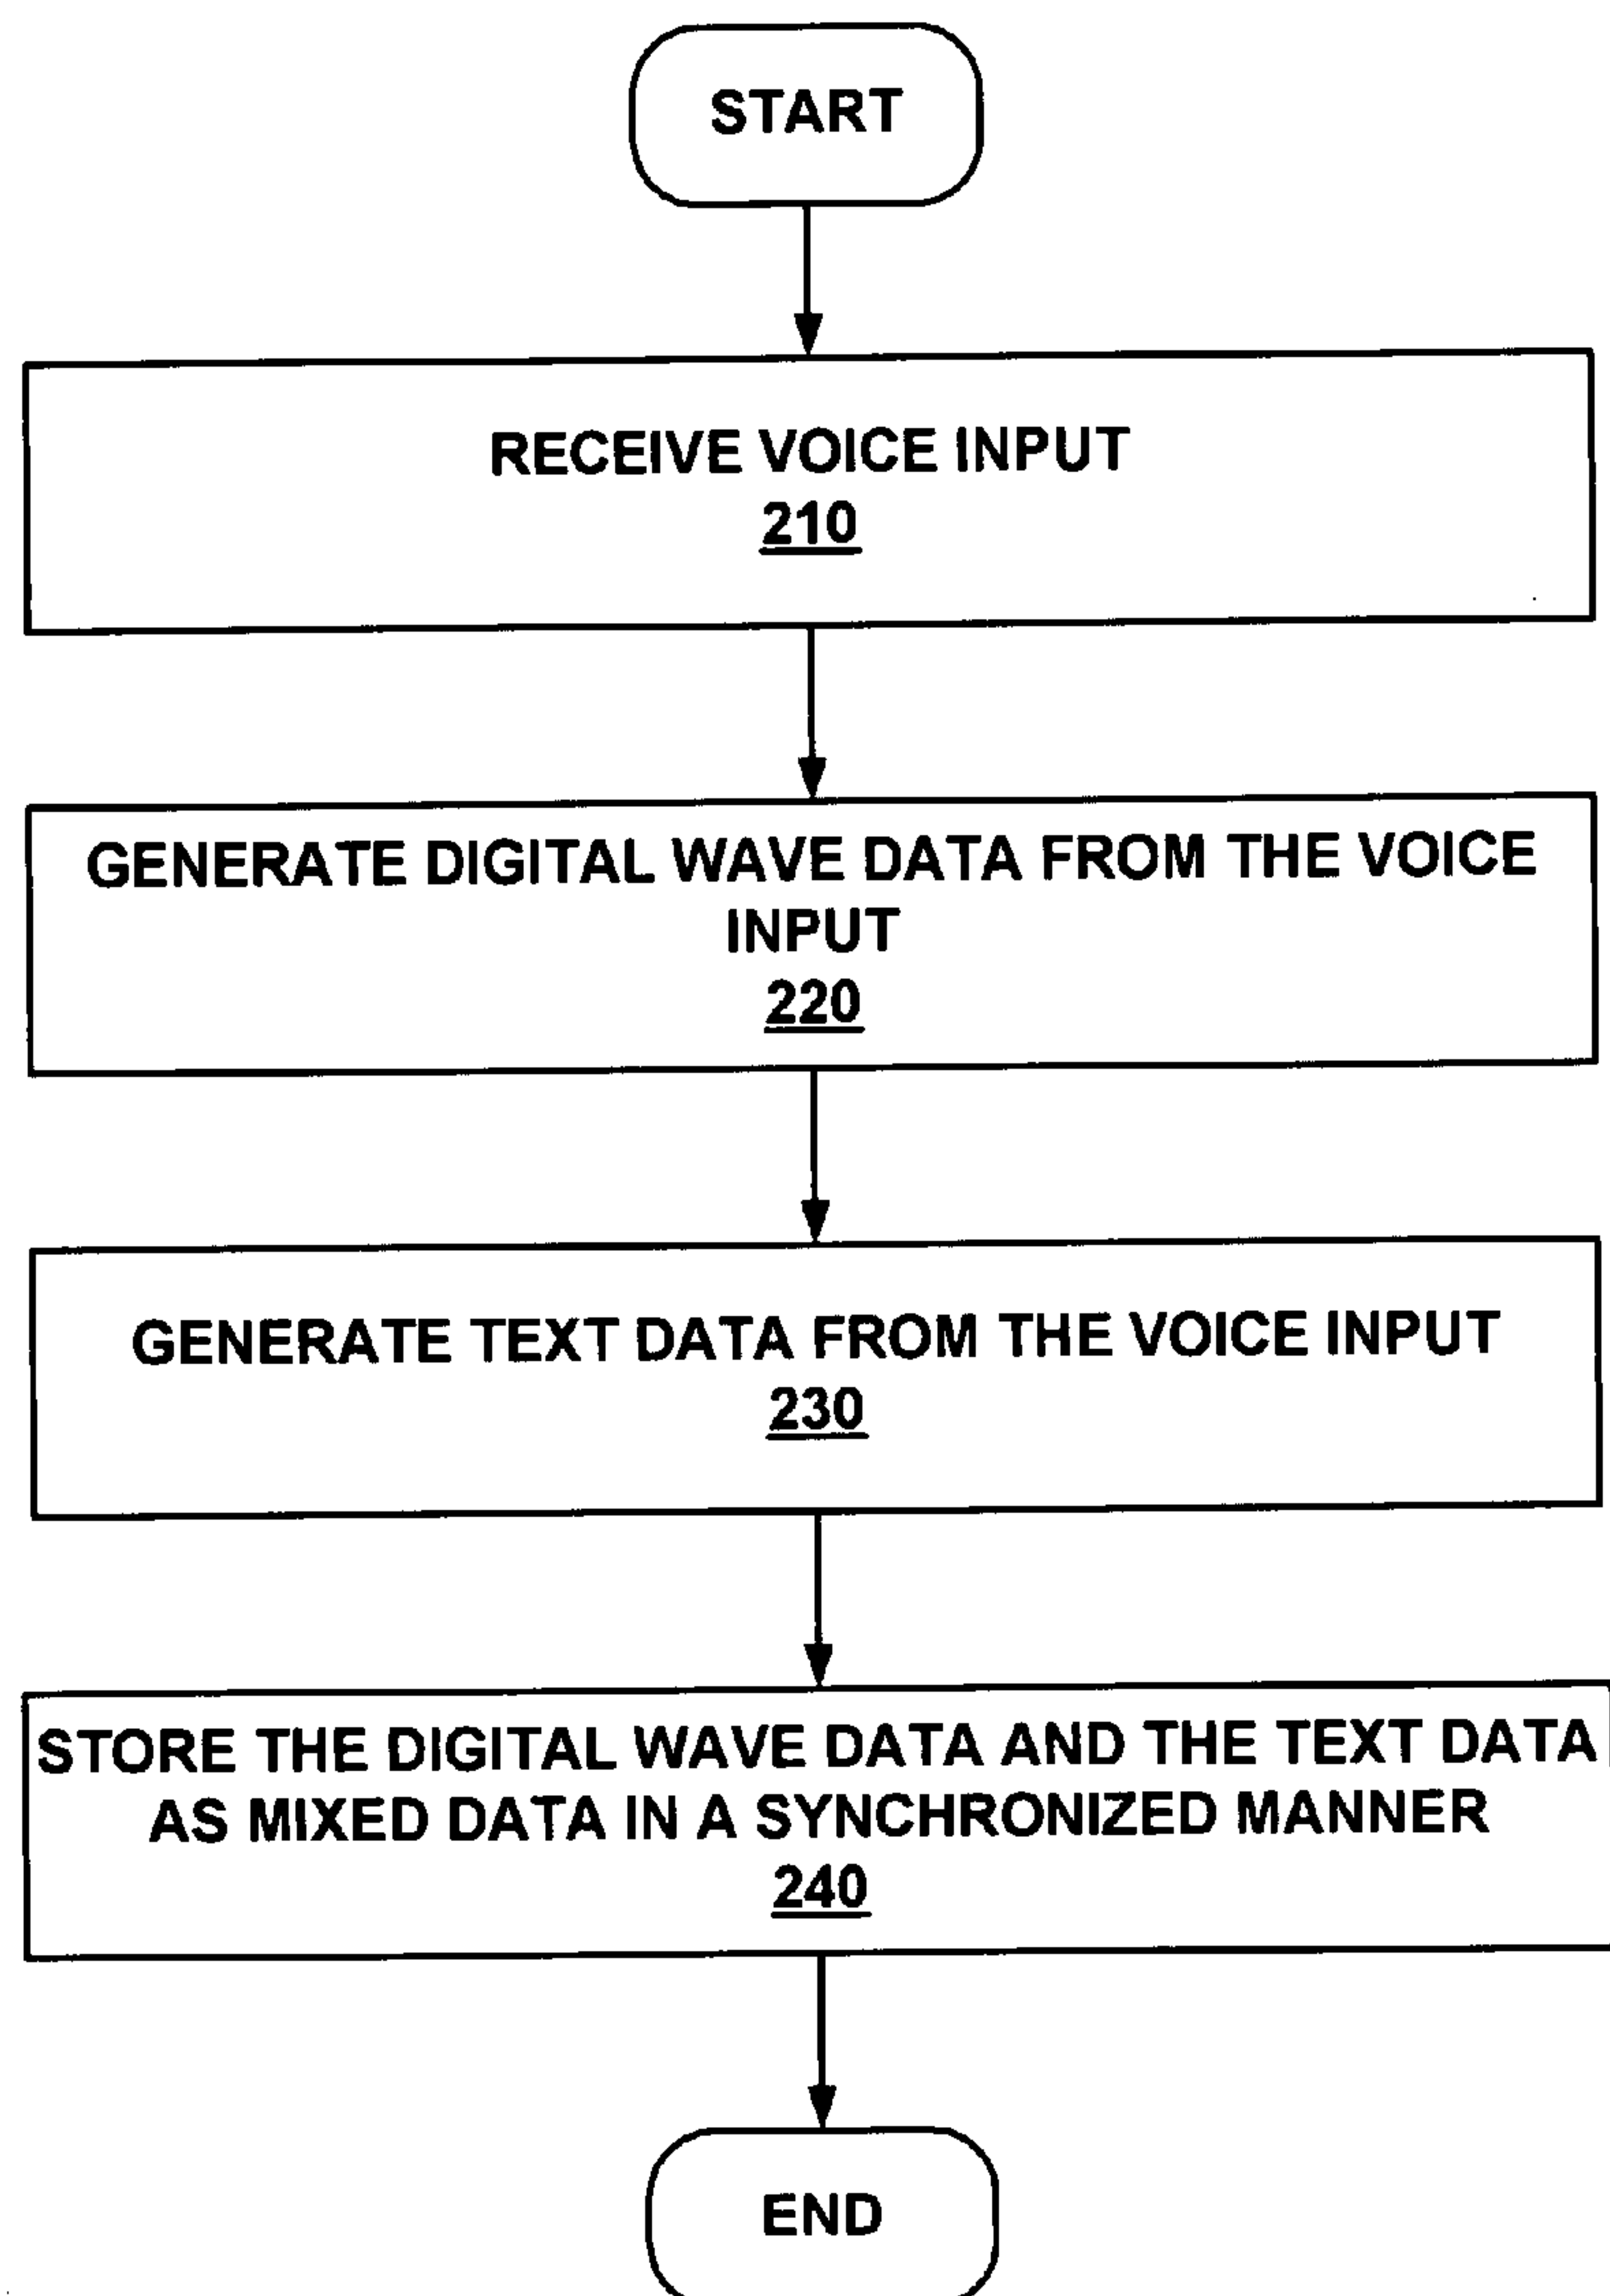 START
RECEIVE VOICE INPUT
210
GENERATE DIGITAL WAVE DATA FROM THE VOICE
INPUT
220
GENERATE TEXT DATA FROM THE VOICE INPUT
230
STORE THE DIGITAL WAVE DATA AND THE TEXT DATA
AS MIXED DATA IN A SYNCHRONIZED MANNER
240
END